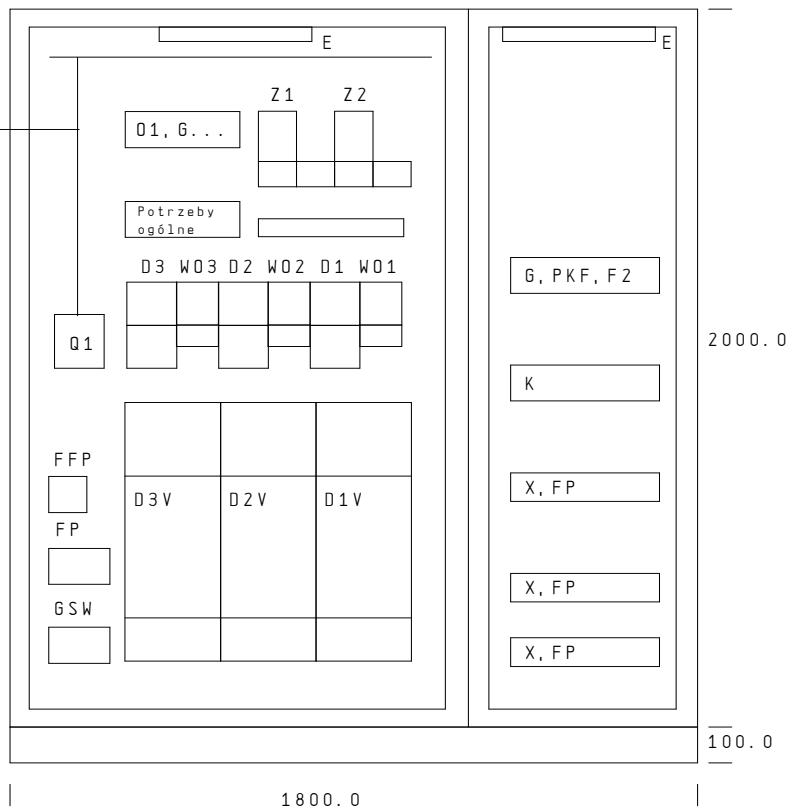 E
E
Z1 Z2
O1, G...
Potrzeby
ogólne
D3 WO3 D2 WO2 D1 WO1
G, PKF, F2
Q1
2000.0
K
FFP
D3V D2V D1V
X, FP
FP
X, FP
GSW
X, FP
100.0
1800.0